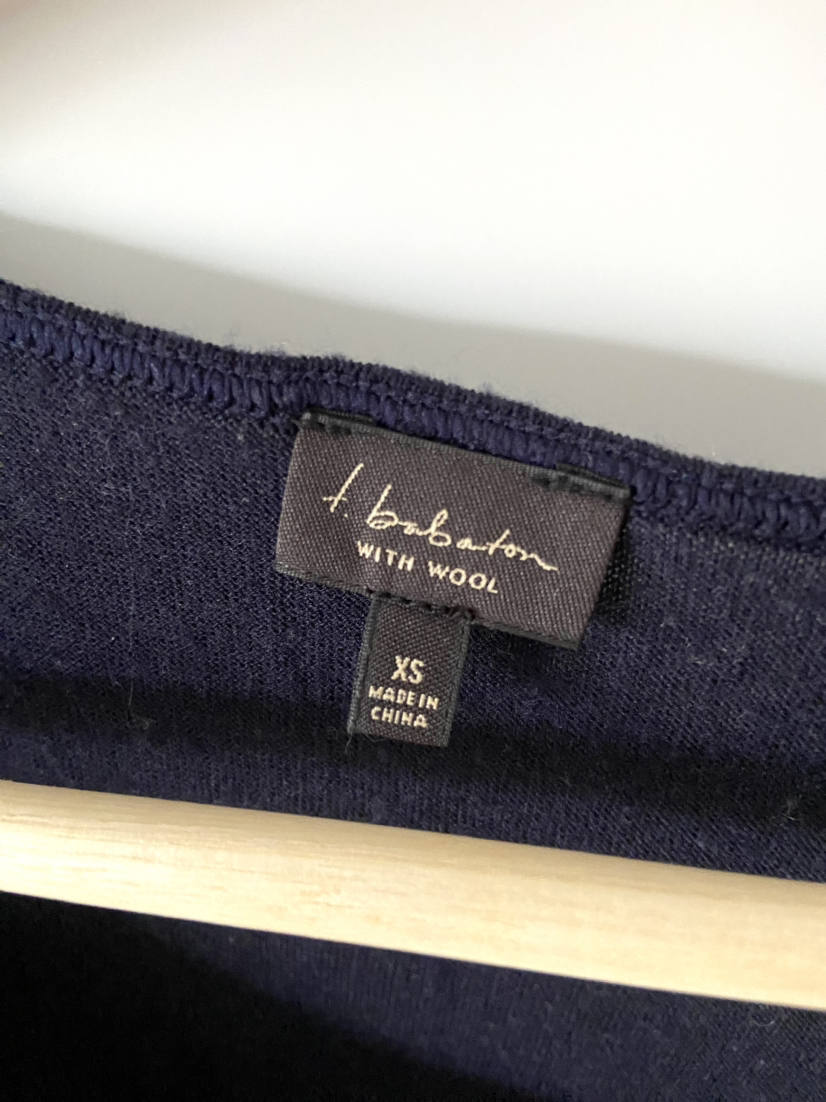 f. babaton
WITH WOOL
XS
MADE IN
CHINA